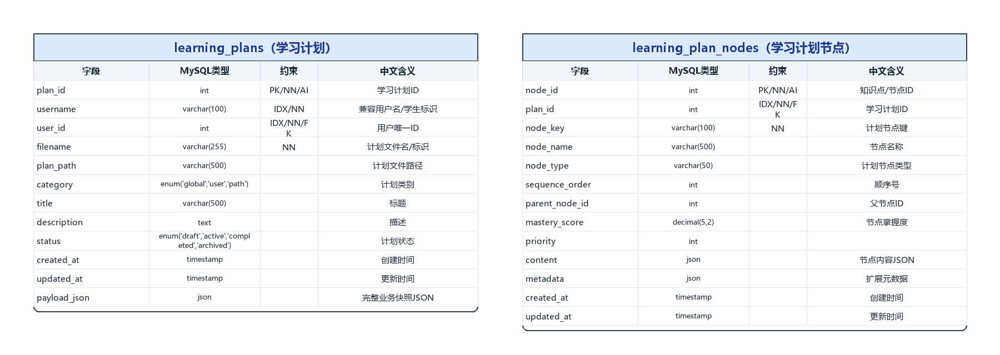 learning_plans（学习计划）
字段 MySQL类型 约束 中文含义
plan_id int PK/NN/AI 学习计划ID
username varchar(100) IDX/NN 兼容用户名/学生标识
user_id int IDX/NN/F
K 用户唯一ID
filename varchar(255) NN 计划文件名/标识
plan_path varchar(500) 计划文件路径
category enum('global','user','path') 计划类别
title varchar(500) 标题
description text 描述
status enum('draft','active','compl
eted','archived') 计划状态
created_at timestamp 创建时间
updated_at timestamp 更新时间
payload_json json 完整业务快照JSON
learning_plan_nodes（学习计划节点）
字段 MySQL类型 约束 中文含义
node_id int PK/NN/AI 知识点/节点ID
plan_id int IDX/NN/F
K 学习计划ID
node_key varchar(100) NN 计划节点键
node_name varchar(500) 节点名称
node_type varchar(50) 计划节点类型
sequence_order int 顺序号
parent_node_id int 父节点ID
mastery_score decimal(5,2) 节点掌握度
priority int
content json 节点内容JSON
metadata json 扩展元数据
created_at timestamp 创建时间
updated_at timestamp 更新时间